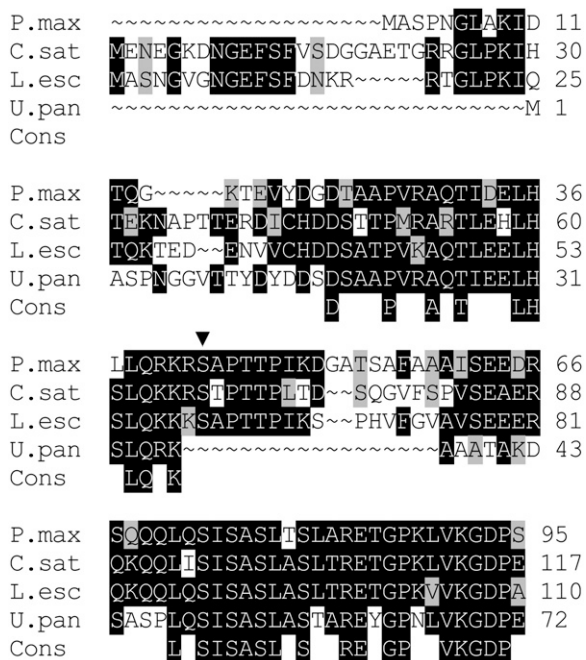 P.max ~~~~~~~~~~~~~~~~~~~MASPNGLAKID 11
C.sat MENEGKDNGEFSFVSDGGAETGRRGLPKIH 30
L.esc MASNGVGNGEFSFDNKR~~~~~RTGLPKIQ 25
U.pan ~~~~~~~~~~~~~~~~~~~~~~~~~~~~~M 1
Cons
P.max TQG~~~~~KTEVYDGDTAAPVRAQTIDELH 36
C.sat TEKNAPTTERDICHDDSTTPMRARTLEHLH 60
L.esc TQKTED~~ENVVCHDDSATPVKAQTLEELH 53
U.pan ASPNGGVTTYDYDDSDSAAPVRAQTIEELH 31
Cons D P A T LH
P.max LLQRKRSAPTTPIKDGATSAFAAAISEEDR 66
C.sat SLQKKRSTPTTPLTD~~SQGVFSPVSEAER 88
L.esc SLQKKKSAPTTPIKS~~PHVFGVAVSEEER 81
U.pan SLQRK~~~~~~~~~~~~~~~~~~AAATAKD 43
Cons LQ K
P.max SQQQLQSISASLTSLARETGPKLVKGDPS 95
C.sat QKQQLISISASLASLTRETGPKLVKGDPE 117
L.esc QKQQLQSISASLASLTRETGPKVVKGDPA 110
U.pan SASPLQSISASLASTAREYGPNLVKGDPE 72
Cons L SISASL S RE GP VKGDP